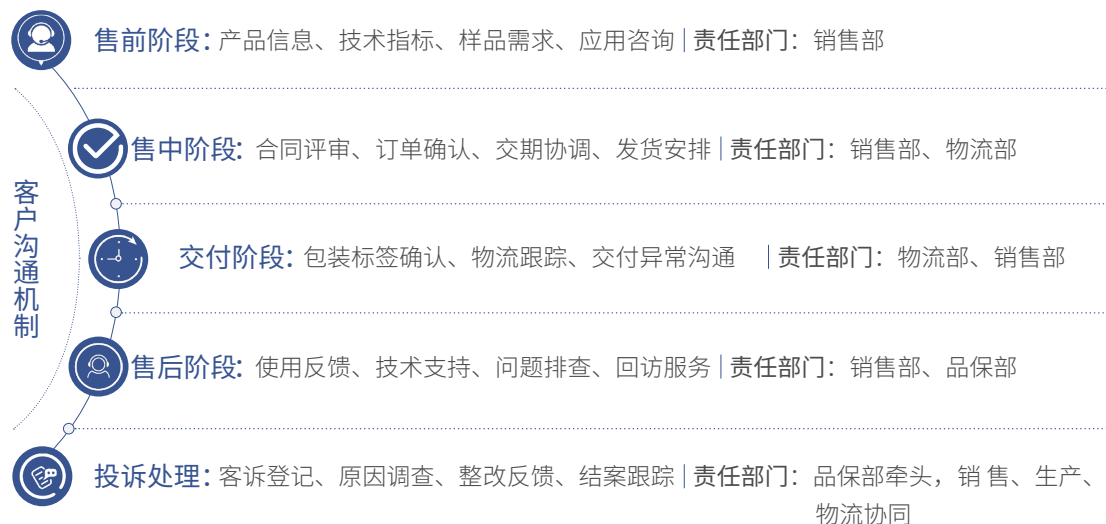 售前阶段：产品信息、技术指标、样品需求、应用咨询 | 责任部门：销售部
售中阶段：合同评审、订单确认、交期协调、发货安排 | 责任部门：销售部、物流部
客户沟通机制
交付阶段：包装标签确认、物流跟踪、交付异常沟通 | 责任部门：物流部、销售部
售后阶段：使用反馈、技术支持、问题排查、回访服务 | 责任部门：销售部、品保部
投诉处理：客诉登记、原因调查、整改反馈、结案跟踪 | 责任部门：品保部牵头，销 售、生产、
物流协同